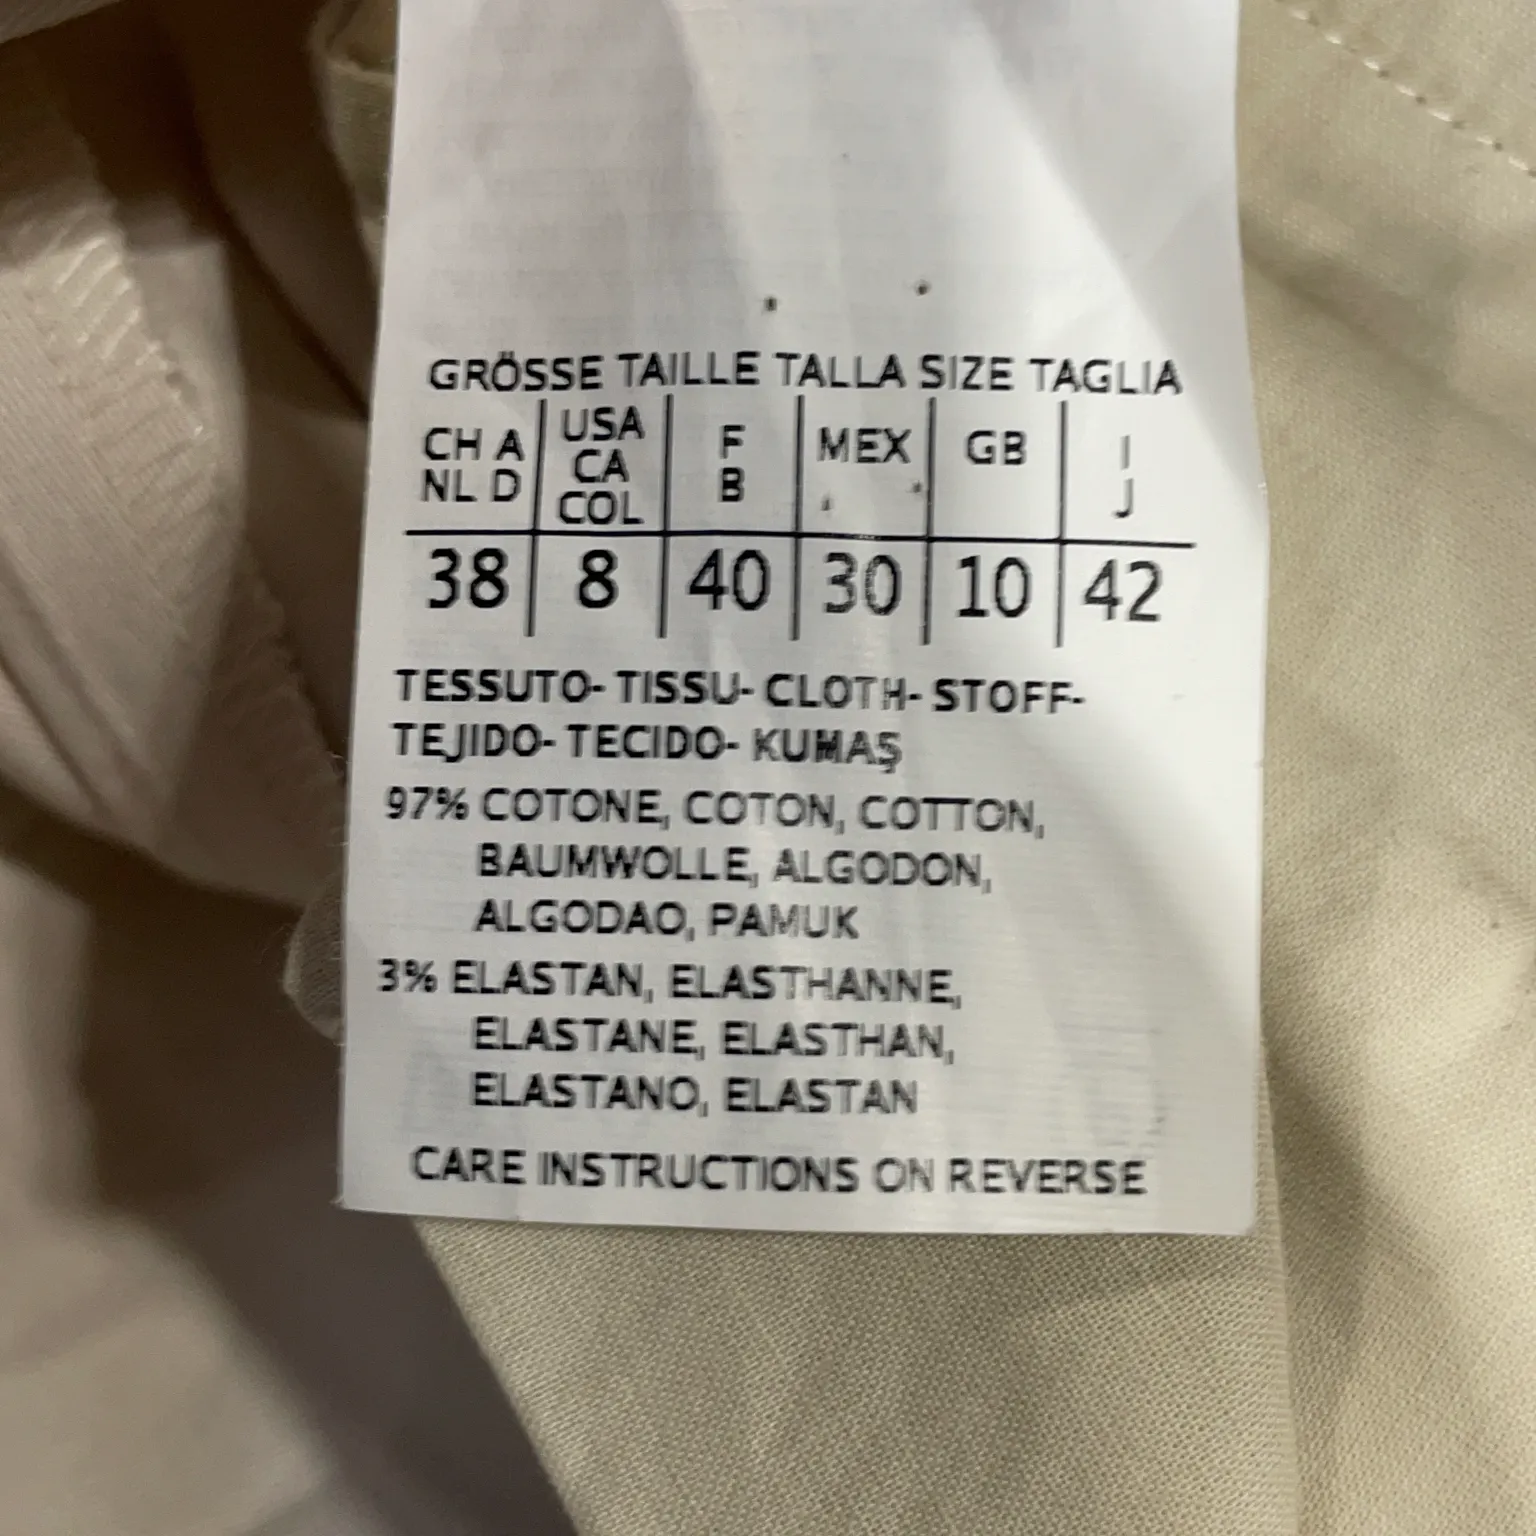 GRÖSSE TAILLE TALLA SIZE TAGLIA
CH A NL D | USA CA COL | F B | MEX | GB | I J
38 | 8 | 40 | 30 | 10 | 42
TESSUTO- TISSU- CLOTH- STOFF-
TEJIDO- TECIDO- KUMAŞ
97% COTONE, COTON, COTTON,
BAUMWOLLE, ALGODON,
ALGODAO, PAMUK
3% ELASTAN, ELASTHANNE,
ELASTANE, ELASTHAN,
ELASTANO, ELASTAN
CARE INSTRUCTIONS ON REVERSE